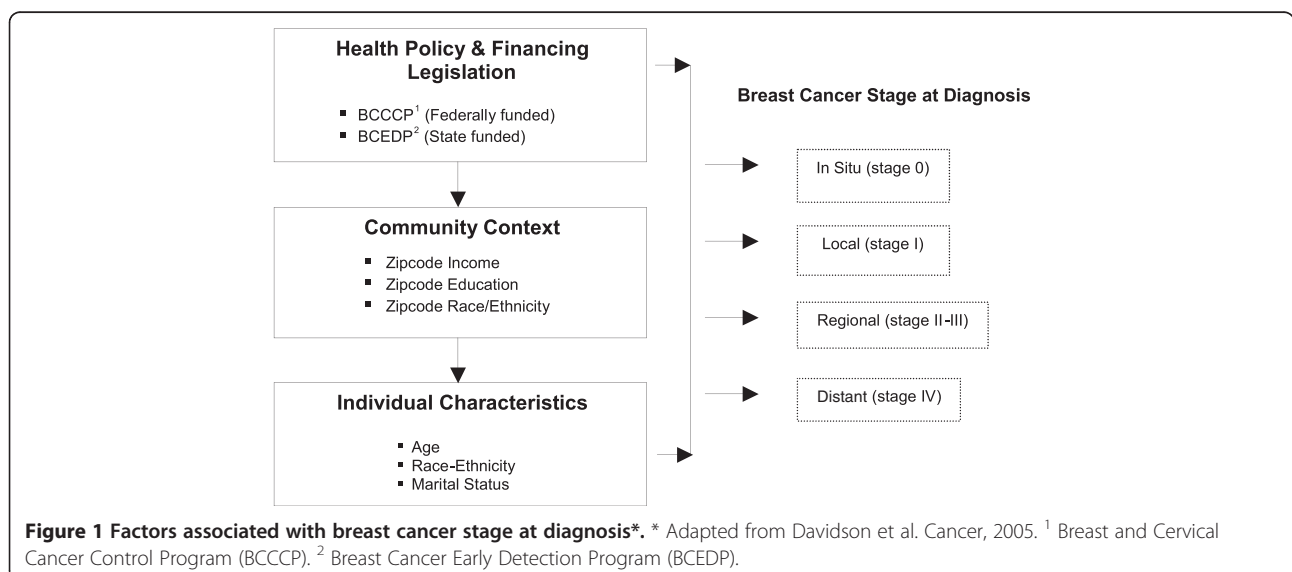 Health Policy & Financing
Legislation
▪ BCCCP¹ (Federally funded)
▪ BCEDP² (State funded)
Community Context
▪ Zipcode Income
▪ Zipcode Education
▪ Zipcode Race/Ethnicity
Individual Characteristics
▪ Age
▪ Race-Ethnicity
▪ Marital Status
Breast Cancer Stage at Diagnosis
In Situ (stage 0)
Local (stage I)
Regional (stage II-III)
Distant (stage IV)
Figure 1 Factors associated with breast cancer stage at diagnosis*. * Adapted from Davidson et al. Cancer, 2005. ¹ Breast and Cervical
Cancer Control Program (BCCCP). ² Breast Cancer Early Detection Program (BCEDP).